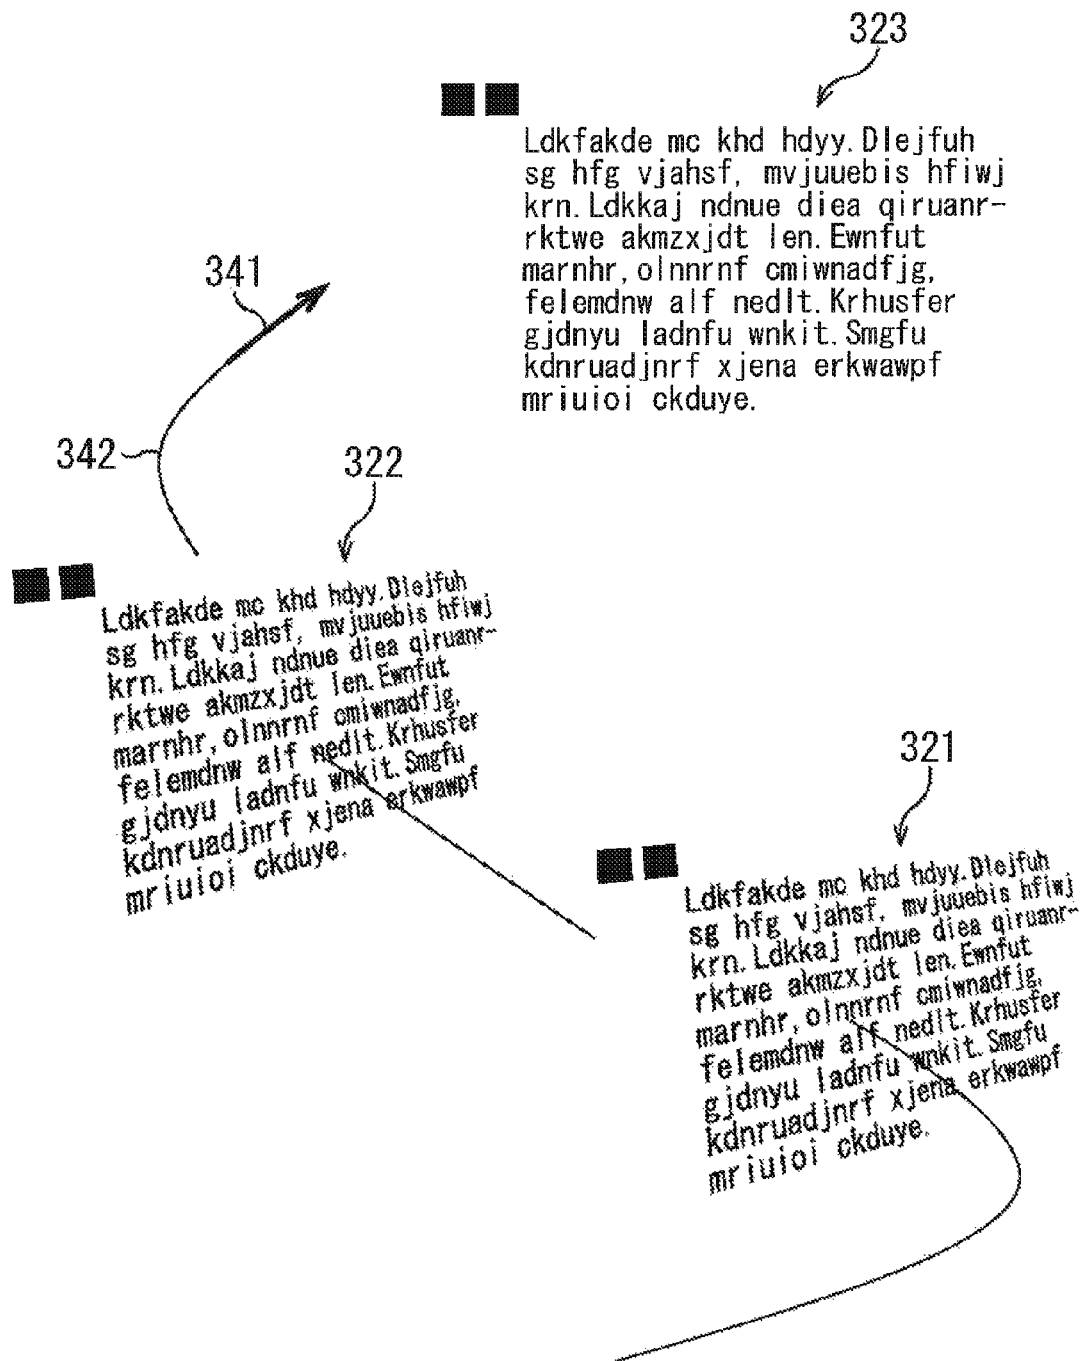 323
Ldkfakde mc khd hdyy. Dlejfuh
sg hfg vjahsf, mvjuuebis hfiwj
krn. Ldkkaj ndnue diea qiruanr-
rktwe akmzxjdt len. Ewnfut
marnhr, olnnrnf cmiwnadfjg,
felemdnw alf nedlt. Krhusfer
gjdnyu ladnfu wnkit. Smgfu
kdnruadjnrf xjena erkwawpf
mriuioi ckduye.
341
342
322
Ldkfakde mc khd hdyy. Dlejfuh
sg hfg vjahsf, mvjuuebis hfiwj
krn. Ldkkaj ndnue diea qiruanr-
rktwe akmzxjdt len. Ewnfut
marnhr, olnnrnf cmiwnadfjg,
felemdnw alf nedlt. Krhusfer
gjdnyu ladnfu wnkit. Smgfu
kdnruadjnrf xjena erkwawpf
mriuioi ckduye.
321
Ldkfakde mc khd hdyy. Dlejfuh
sg hfg vjahsf, mvjuuebis hfiwj
krn. Ldkkaj ndnue diea qiruanr-
rktwe akmzxjdt len. Ewnfut
marnhr, olnnrnf cmiwnadfjg,
felemdnw alf nedlt. Krhusfer
gjdnyu ladnfu wnkit. Smgfu
kdnruadjnrf xjena erkwawpf
mriuioi ckduye.